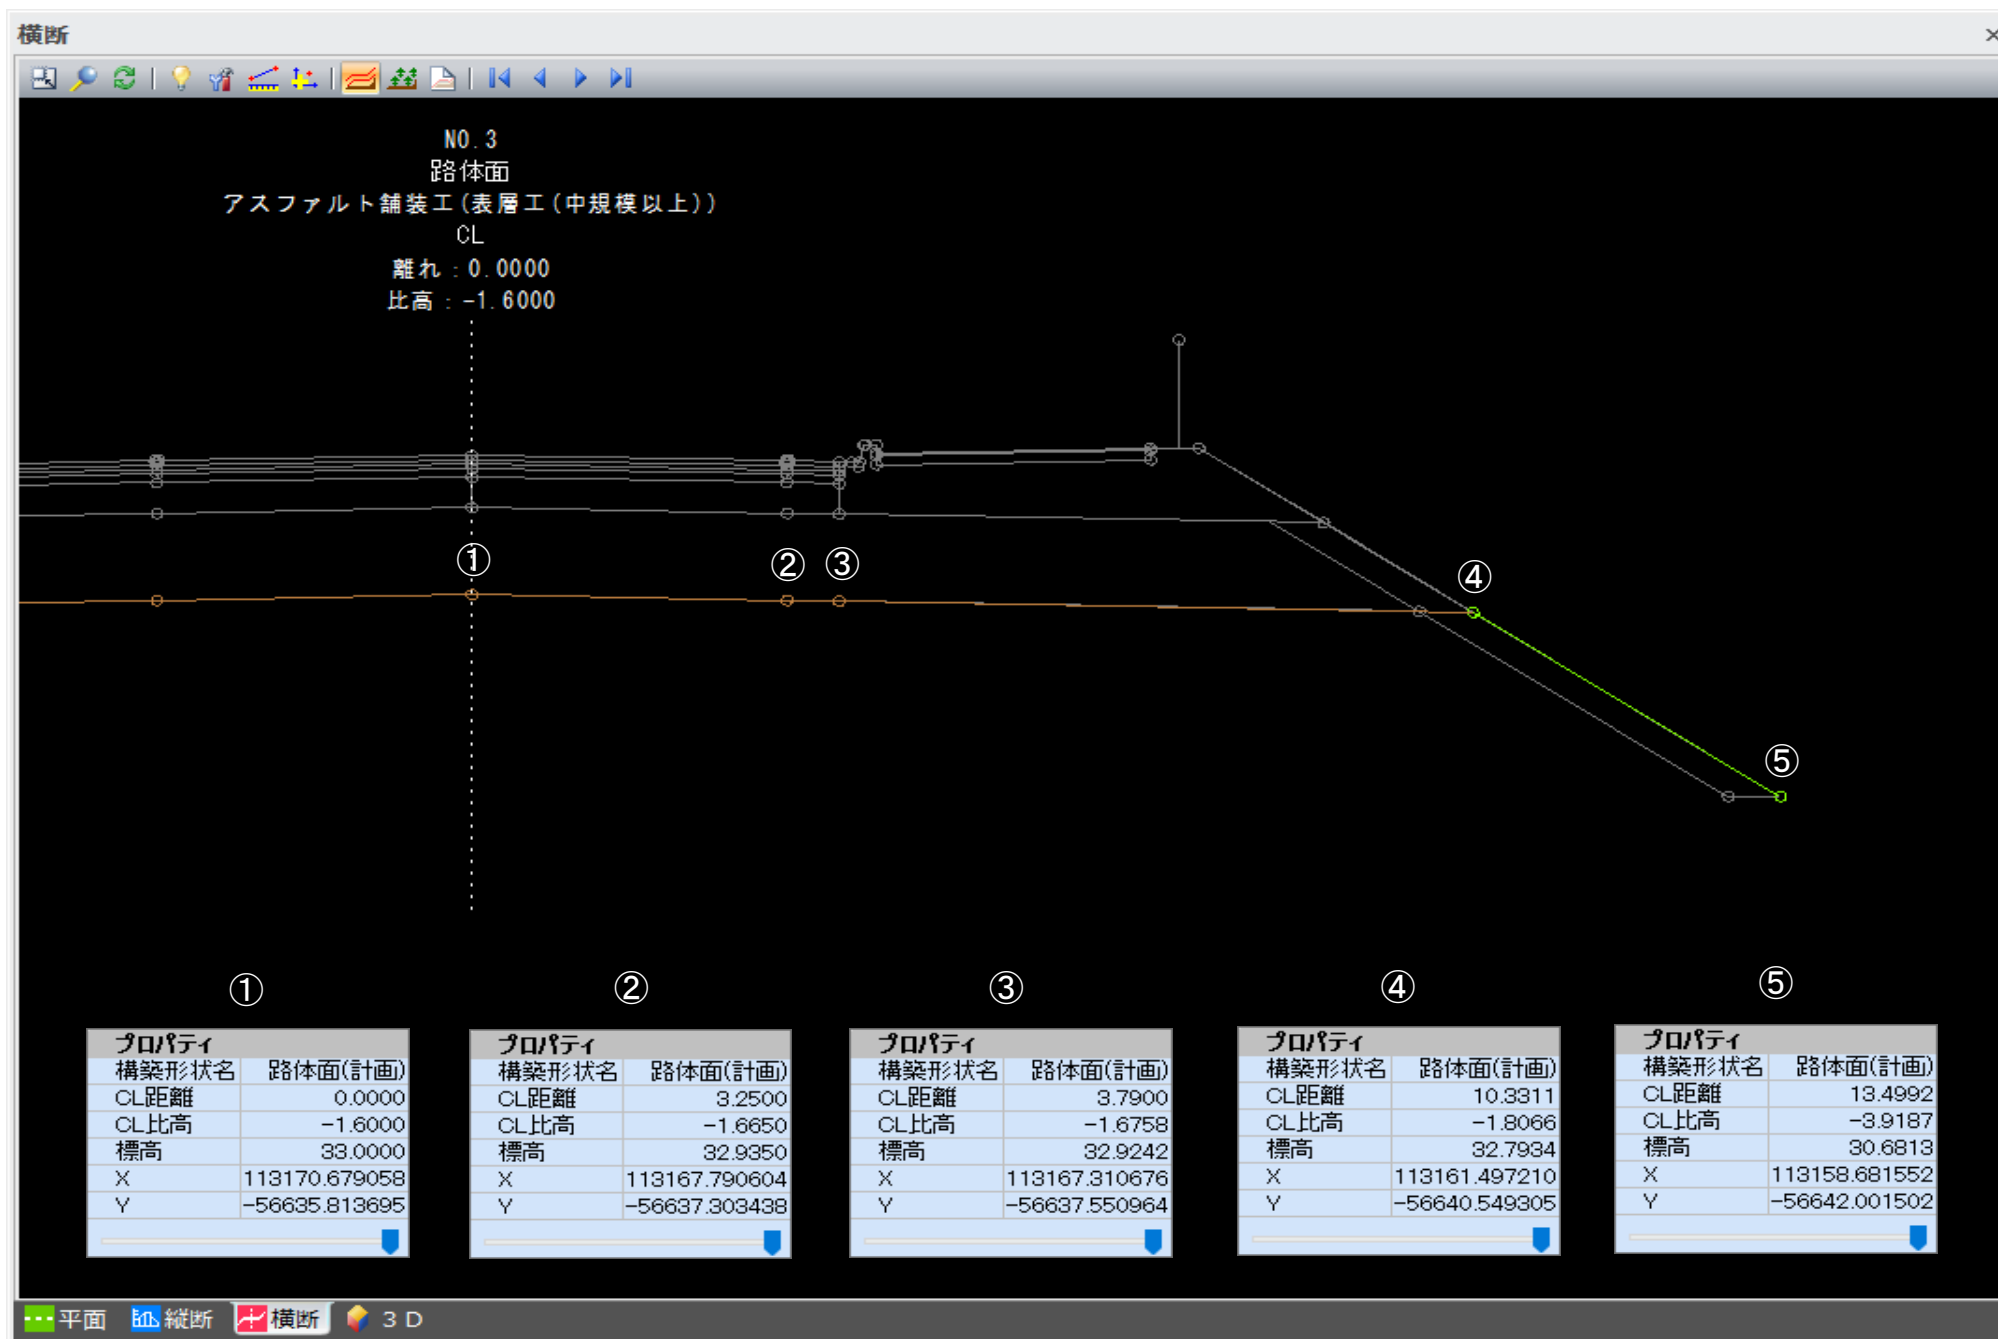 横断
NO.3
路体面
アスファルト舗装工(表層工(中規模以上))
CL
離れ:0.0000
比高:-1.6000
① ② ③ ④ ⑤
① ② ③ ④ ⑤
プロパティ
構築形状名 路体面(計画)
CL距離 0.0000
CL比高 -1.6000
標高 33.0000
X 113170.679058
Y -56635.813695
プロパティ
構築形状名 路体面(計画)
CL距離 3.2500
CL比高 -1.6650
標高 32.9350
X 113167.790604
Y -56637.303438
プロパティ
構築形状名 路体面(計画)
CL距離 3.7900
CL比高 -1.6758
標高 32.9242
X 113167.310676
Y -56637.550964
プロパティ
構築形状名 路体面(計画)
CL距離 10.3311
CL比高 -1.8066
標高 32.7934
X 113161.497210
Y -56640.549305
プロパティ
構築形状名 路体面(計画)
CL距離 13.4992
CL比高 -3.9187
標高 30.6813
X 113158.681552
Y -56642.001502
平面 縦断 横断 3D